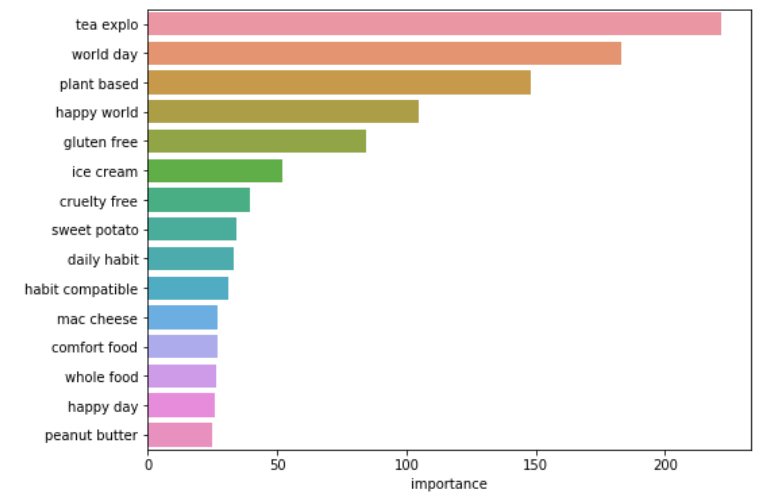 tea explo
world day
plant based
happy world
gluten free
ice cream
cruelty free
sweet potato
daily habit
habit compatible
mac cheese
comfort food
whole food
happy day
peanut butter
0 50 100 150 200
importance